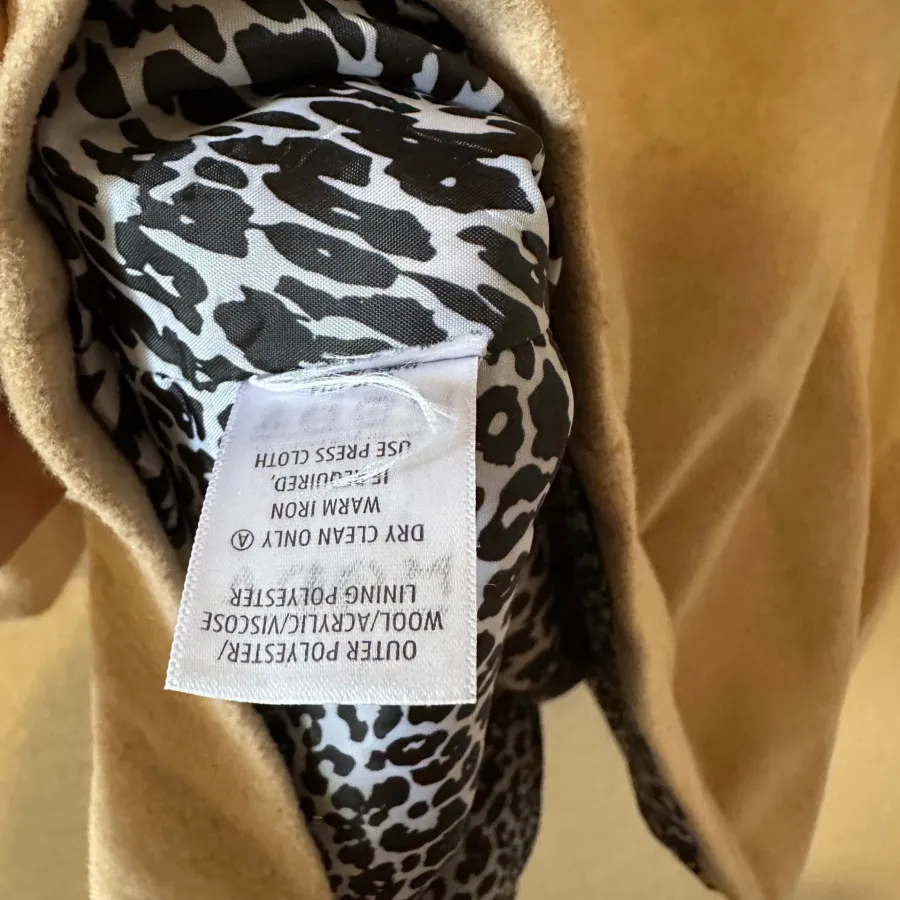 OUTER POLYESTER/
WOOL/ACRYLIC/VISCOSE
LINING POLYESTER
DRY CLEAN ONLY Ⓐ
WARM IRON
IF REQUIRED,
USE PRESS CLOTH